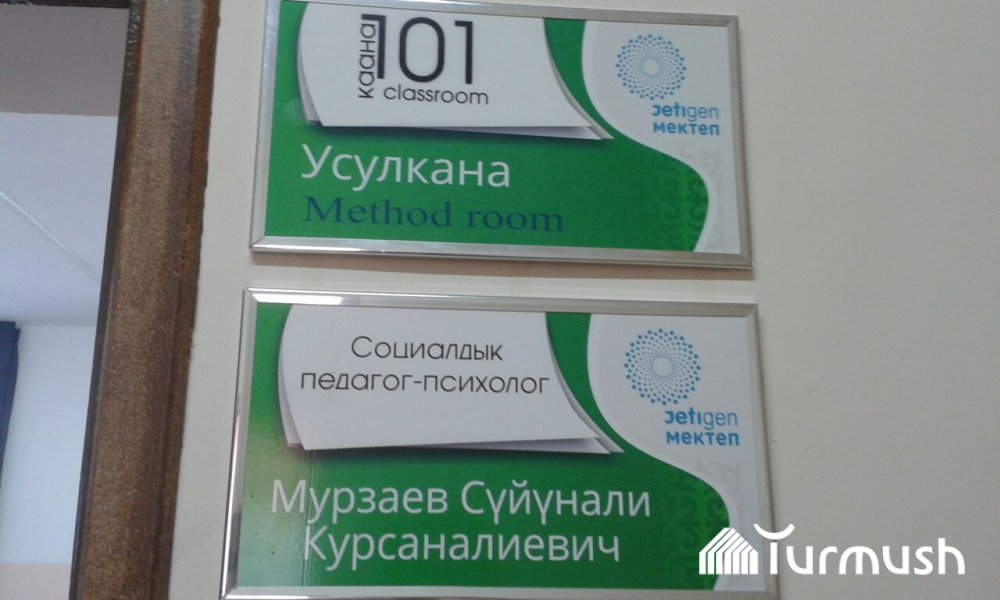 каана 101
classroom
Jetigen
мектеп
Усулкана
Method room
Социалдык
педагог-психолог
Jetigen
мектеп
Мурзаев Сүйүнали
Курсаналиевич
Turmush